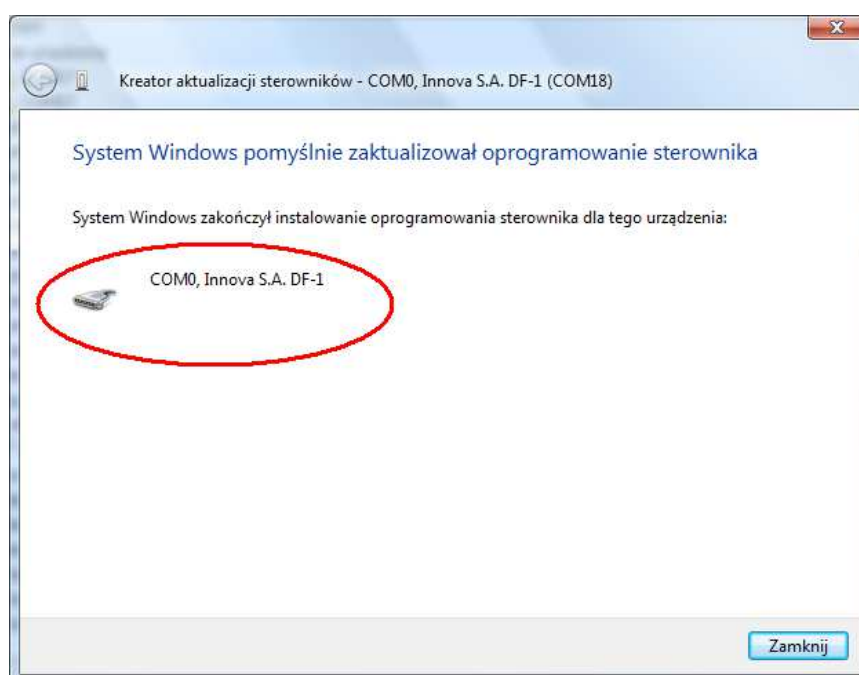 Kreator aktualizacji sterowników - COM0, Innova S.A. DF-1 (COM18)
System Windows pomyślnie zaktualizował oprogramowanie sterownika
System Windows zakończył instalowanie oprogramowania sterownika dla tego urządzenia:
COM0, Innova S.A. DF-1
Zamknij